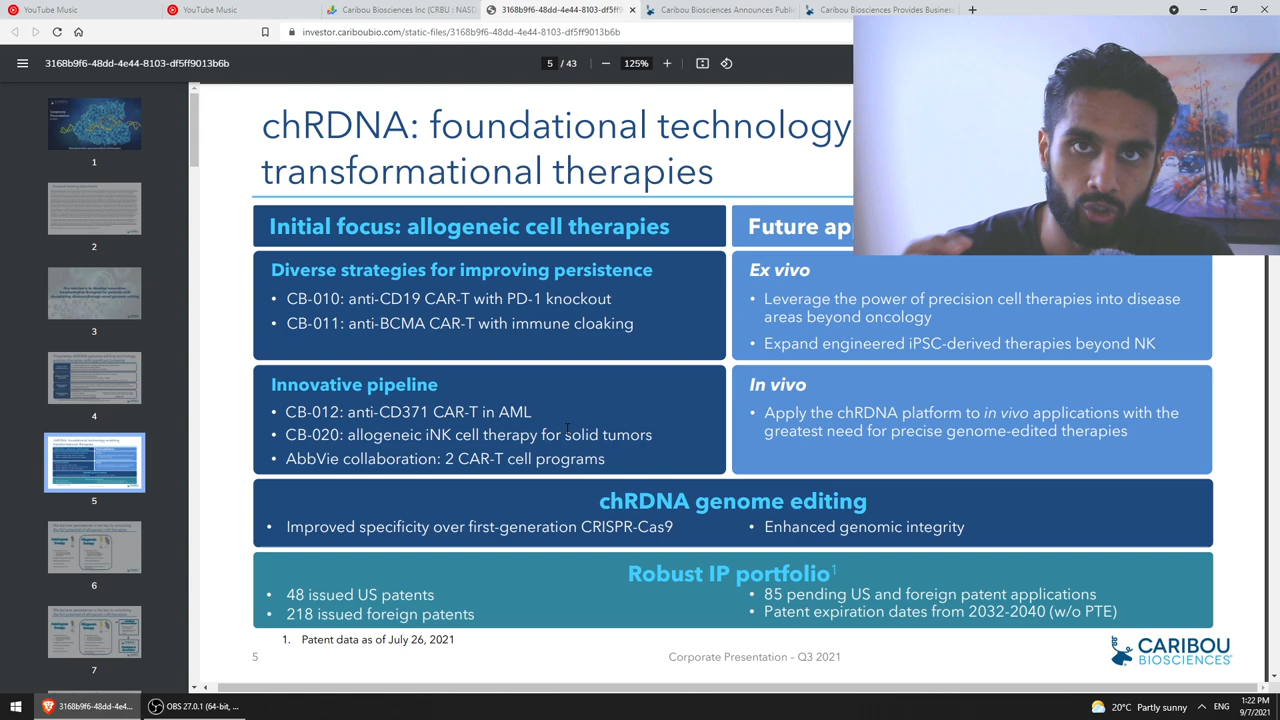 YouTube Music
YouTube Music
Caribou Biosciences Inc (CRBU : NASD
3168b9f6-48dd-4e44-8103-df5ff9
Caribou Biosciences Announces Publi
Caribou Biosciences Provides Business
investor.cariboubio.com/static-files/3168b9f6-48dd-4e44-8103-df5ff9013b6b
3168b9f6-48dd-4e44-8103-df5ff9013b6b
5 / 43
125%
1
2
3
4
5
6
7
chRDNA: foundational technology
transformational therapies
Initial focus: allogeneic cell therapies
Future ap
Diverse strategies for improving persistence
• CB-010: anti-CD19 CAR-T with PD-1 knockout
• CB-011: anti-BCMA CAR-T with immune cloaking
Ex vivo
• Leverage the power of precision cell therapies into disease
areas beyond oncology
• Expand engineered iPSC-derived therapies beyond NK
Innovative pipeline
• CB-012: anti-CD371 CAR-T in AML
• CB-020: allogeneic iNK cell therapy for solid tumors
• AbbVie collaboration: 2 CAR-T cell programs
In vivo
• Apply the chRDNA platform to in vivo applications with the
greatest need for precise genome-edited therapies
chRDNA genome editing
• Improved specificity over first-generation CRISPR-Cas9
• Enhanced genomic integrity
Robust IP portfolio1
• 48 issued US patents
• 218 issued foreign patents
• 85 pending US and foreign patent applications
• Patent expiration dates from 2032-2040 (w/o PTE)
1. Patent data as of July 26, 2021
5
Corporate Presentation – Q3 2021
CARIBOU
BIOSCIENCES
3168b9f6-48dd-4e4...
OBS 27.0.1 (64-bit, ...
20°C Partly sunny
ENG
1:22 PM
9/7/2021